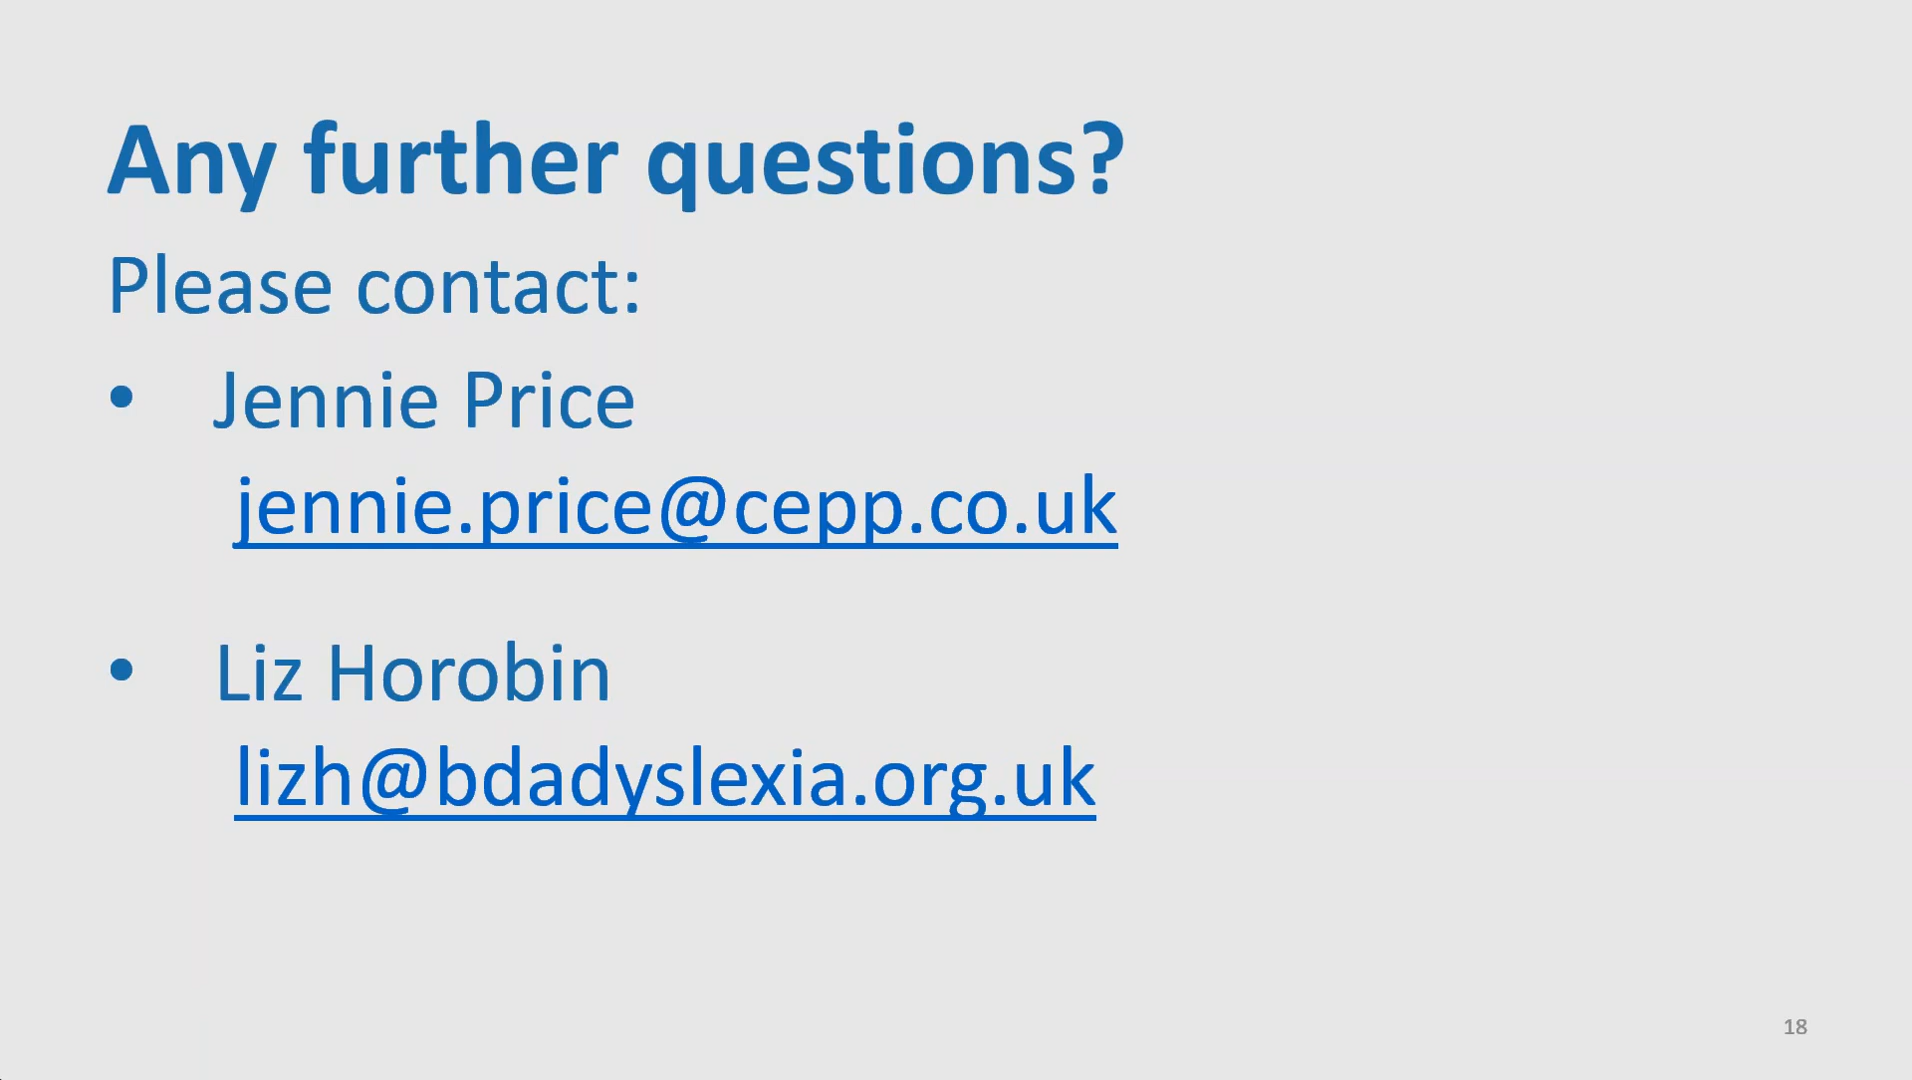 Any further questions?
Please contact:
• Jennie Price
jennie.price@cepp.co.uk
• Liz Horobin
lizh@bdadyslexia.org.uk
18